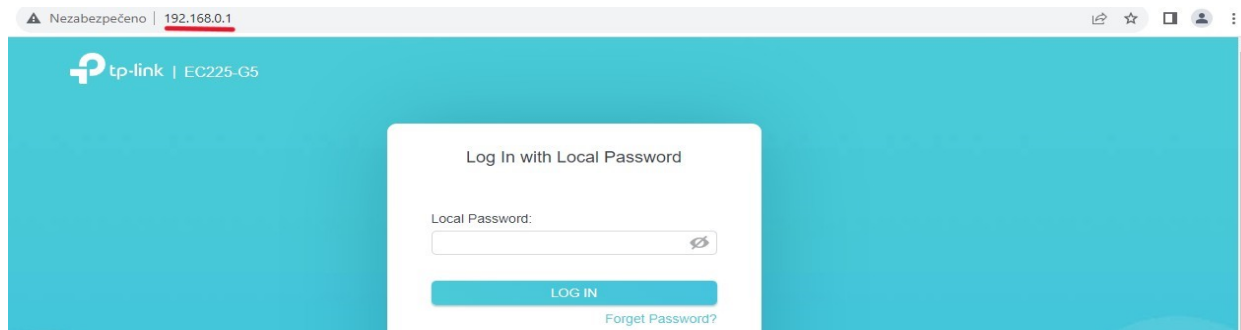 Nezabezpečeno | 192.168.0.1
tp-link | EC225-G5
Log In with Local Password
Local Password:
LOG IN
Forget Password?